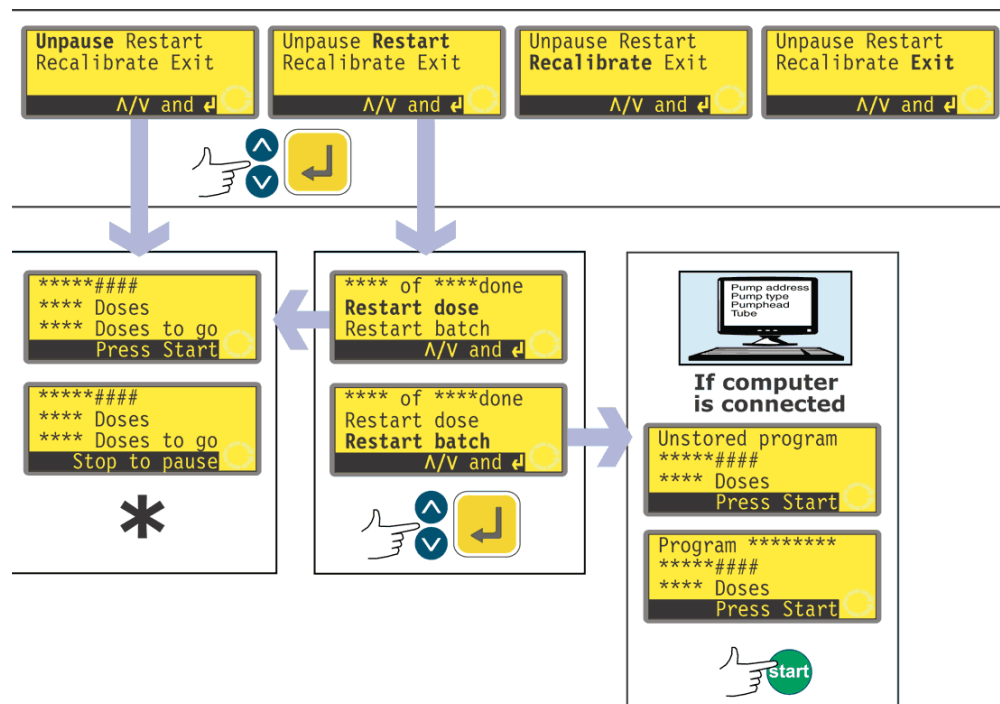 Unpause Restart
Recalibrate Exit
Λ/V and ↵
Unpause Restart
Recalibrate Exit
Λ/V and ↵
Unpause Restart
Recalibrate Exit
Λ/V and ↵
Unpause Restart
Recalibrate Exit
Λ/V and ↵
*****####
**** Doses
**** Doses to go
Press Start
*****####
**** Doses
**** Doses to go
Stop to pause
*
**** of ****done
Restart dose
Restart batch
Λ/V and ↵
**** of ****done
Restart dose
Restart batch
Λ/V and ↵
Pump address
Pump type
Pumphead
Tube
If computer
is connected
Unstored program
*****####
**** Doses
Press Start
Program ********
*****####
**** Doses
Press Start
start